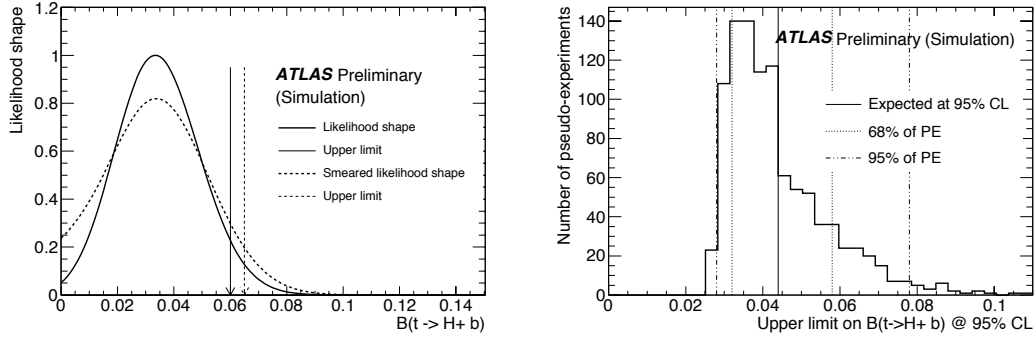 Likelihood shape
1.2
1
0.8
0.6
0.4
0.2
0
0 0.02 0.04 0.06 0.08 0.1 0.12 0.14
B(t -> H+ b)
ATLAS Preliminary
(Simulation)
Likelihood shape
Upper limit
Smeared likelihood shape
Upper limit
Number of pseudo-experiments
140
120
100
80
60
40
20
0
0 0.02 0.04 0.06 0.08 0.1
Upper limit on B(t->H+ b) @ 95% CL
ATLAS Preliminary (Simulation)
Expected at 95% CL
68% of PE
95% of PE